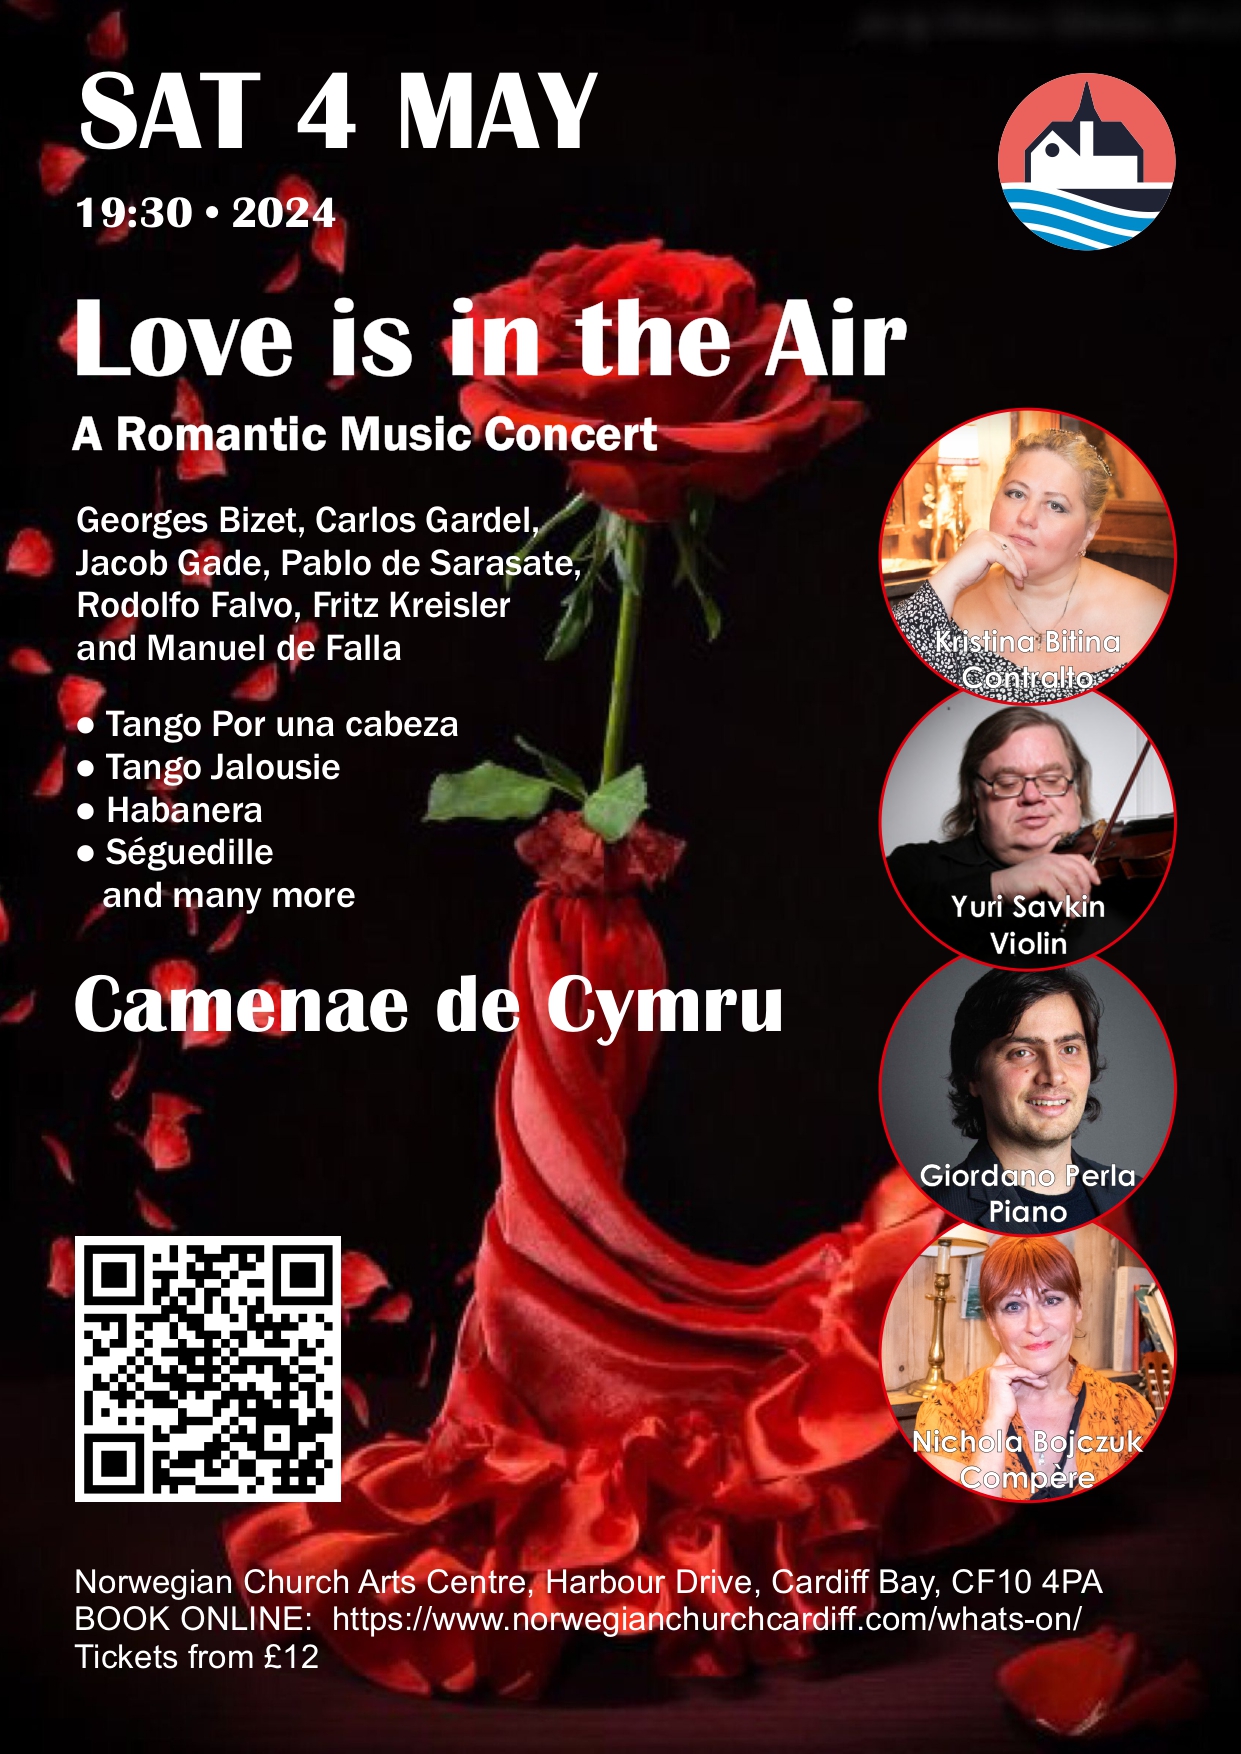 SAT 4 MAY
19:30 • 2024
Love is in the Air
A Romantic Music Concert
Georges Bizet, Carlos Gardel,
Jacob Gade, Pablo de Sarasate,
Rodolfo Falvo, Fritz Kreisler
and Manuel de Falla
● Tango Por una cabeza
● Tango Jalousie
● Habanera
● Séguedille
and many more
Camenae de Cymru
Kristina Bitina
Contralto
Yuri Savkin
Violin
Giordano Perla
Piano
Nichola Bojczuk
Compère
Norwegian Church Arts Centre, Harbour Drive, Cardiff Bay, CF10 4PA
BOOK ONLINE: https://www.norwegianchurchcardiff.com/whats-on/
Tickets from £12